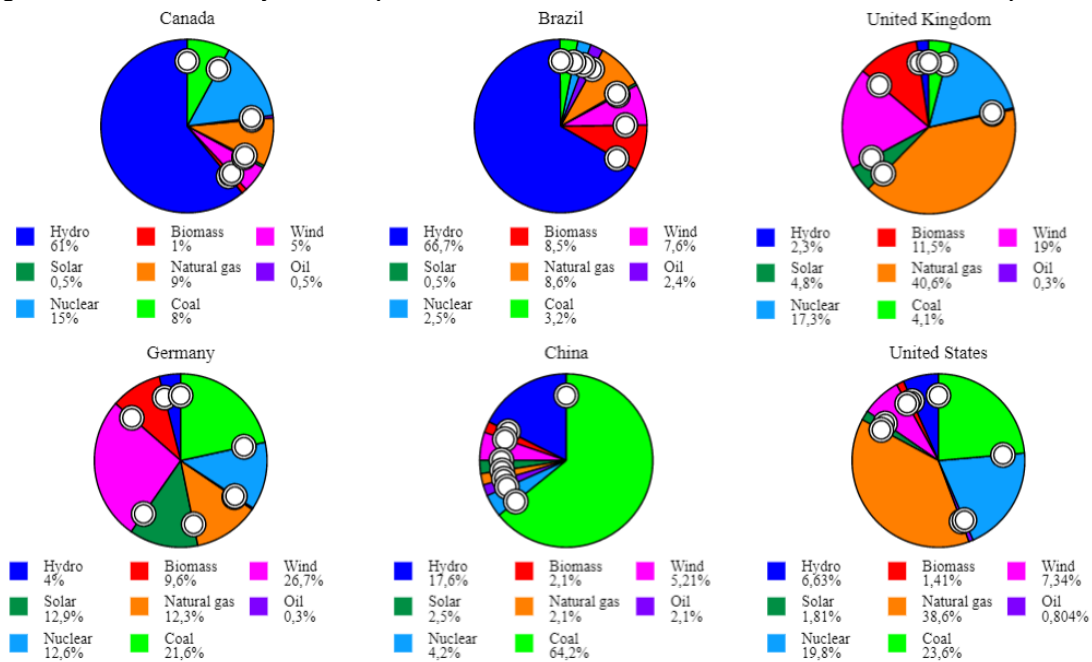 Canada
Brazil
United Kingdom
Hydro
61%
Biomass
1%
Wind
5%
Solar
0,5%
Natural gas
9%
Oil
0,5%
Nuclear
15%
Coal
8%
Hydro
66,7%
Biomass
8,5%
Wind
7,6%
Solar
0,5%
Natural gas
8,6%
Oil
2,4%
Nuclear
2,5%
Coal
3,2%
Hydro
2,3%
Biomass
11,5%
Wind
19%
Solar
4,8%
Natural gas
40,6%
Oil
0,3%
Nuclear
17,3%
Coal
4,1%
Germany
China
United States
Hydro
4%
Biomass
9,6%
Wind
26,7%
Solar
12,9%
Natural gas
12,3%
Oil
0,3%
Nuclear
12,6%
Coal
21,6%
Hydro
17,6%
Biomass
2,1%
Wind
5,21%
Solar
2,5%
Natural gas
2,1%
Oil
2,1%
Nuclear
4,2%
Coal
64,2%
Hydro
6,63%
Biomass
1,41%
Wind
7,34%
Solar
1,81%
Natural gas
38,6%
Oil
0,804%
Nuclear
19,8%
Coal
23,6%